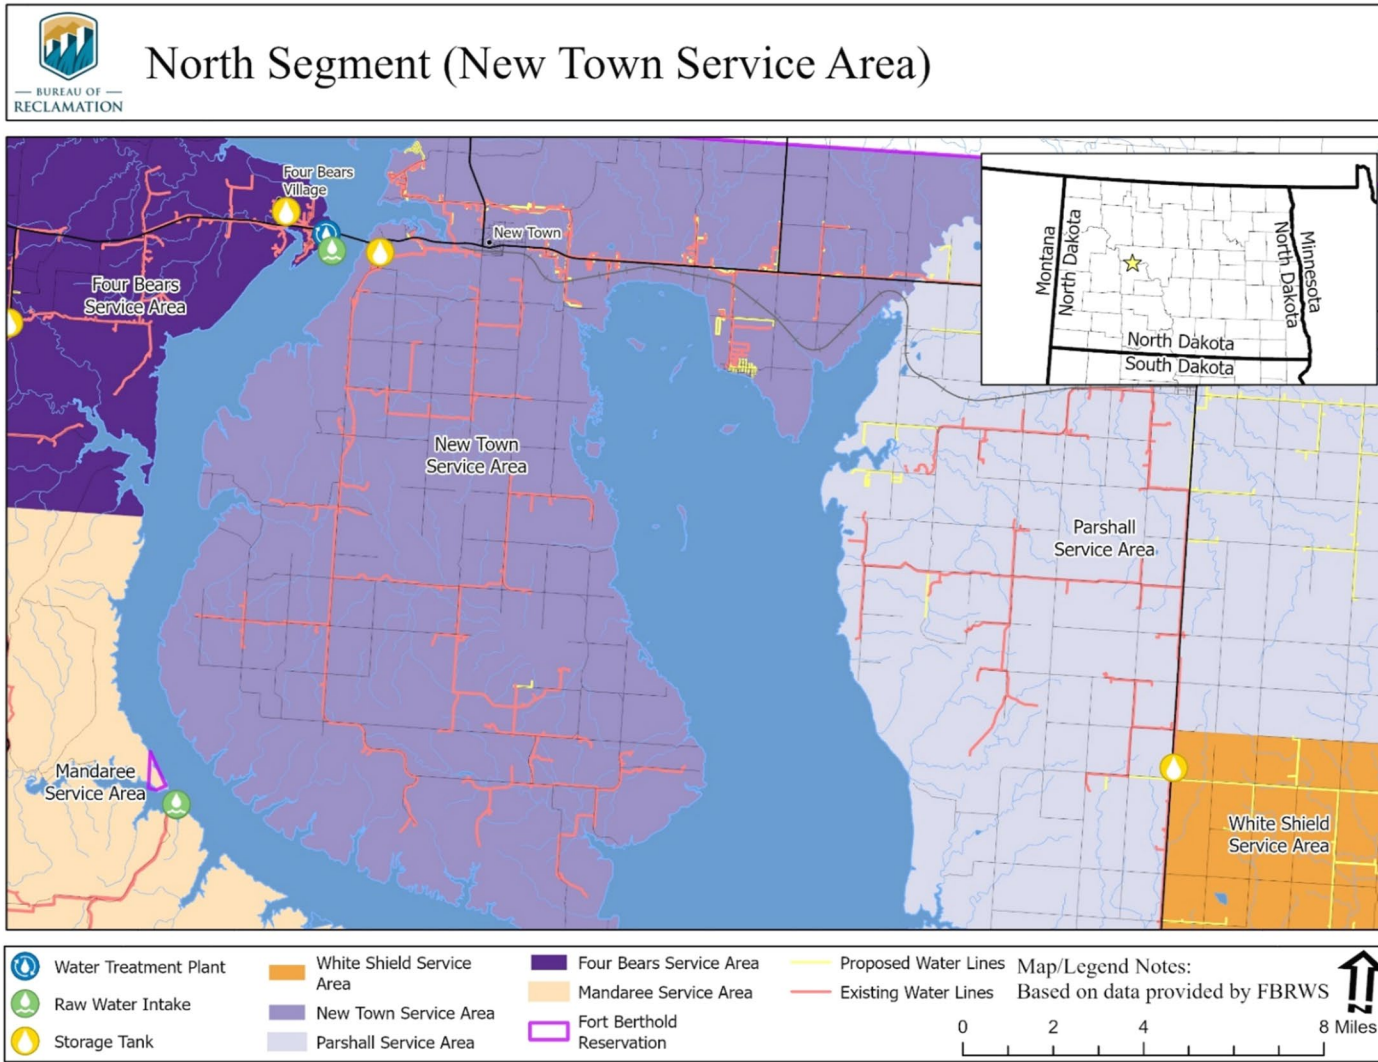 BUREAU OF
RECLAMATION
North Segment (New Town Service Area)
Four Bears
Village
New Town
Four Bears
Service Area
New Town
Service Area
Parshall
Service Area
Mandaree
Service Area
White Shield
Service Area
Montana
North Dakota
North Dakota
Minnesota
North Dakota
South Dakota
Water Treatment Plant
Raw Water Intake
Storage Tank
White Shield Service
Area
New Town Service Area
Parshall Service Area
Four Bears Service Area
Mandaree Service Area
Fort Berthold
Reservation
Proposed Water Lines
Existing Water Lines
Map/Legend Notes:
Based on data provided by FBRWS
N
0 2 4 8 Miles